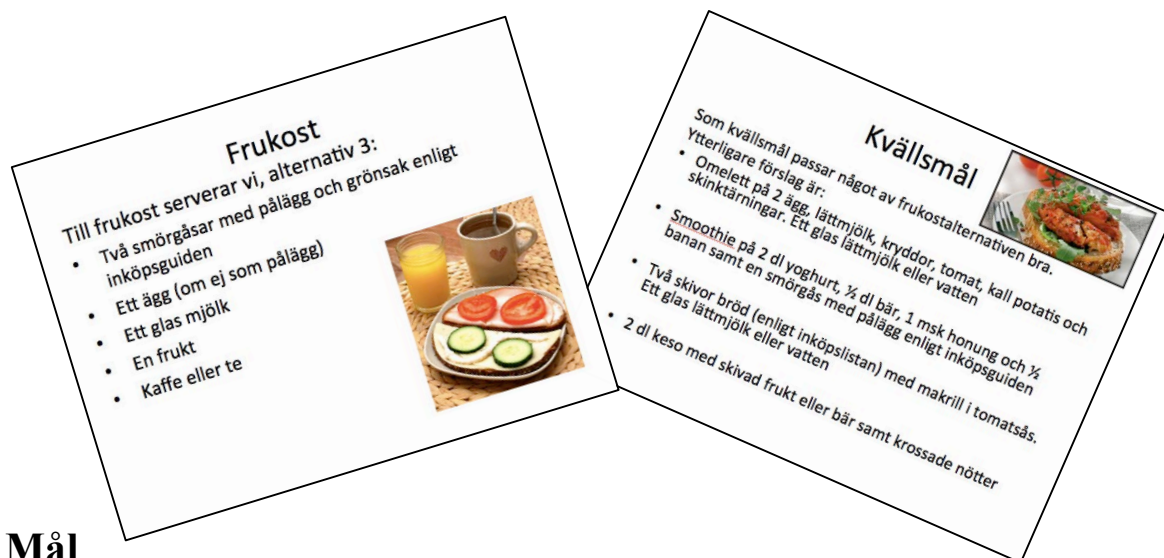 Frukost
Till frukost serverar vi, alternativ 3:
• Två smörgåsar med pålägg och grönsak enligt
inköpsguiden
• Ett ägg (om ej som pålägg)
• Ett glas mjölk
• En frukt
• Kaffe eller te
Kvällsmål
Som kvällsmål passar något av frukostalternativen bra.
Ytterligare förslag är:
• Omelett på 2 ägg, lättmjölk, kryddor, tomat, kall potatis och
skinktärningar. Ett glas lättmjölk eller vatten
• Smoothie på 2 dl yoghurt, ½ dl bär, 1 msk honung och ½
banan samt en smörgås med pålägg enligt inköpsguiden
• Två skivor bröd (enligt inköpslistan) med makrill i tomatsås.
Ett glas lättmjölk eller vatten
• 2 dl keso med skivad frukt eller bär samt krossade nötter
Mål